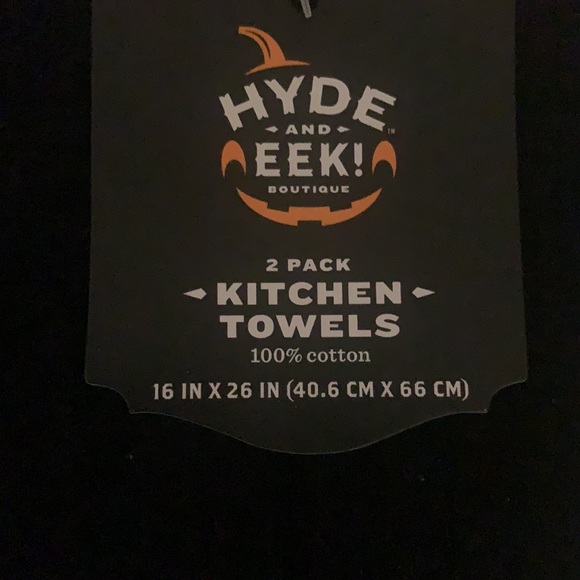 HYDE
AND
EEK!
BOUTIQUE
TM
2 PACK
KITCHEN
TOWELS
100% cotton
16 IN X 26 IN (40.6 CM X 66 CM)